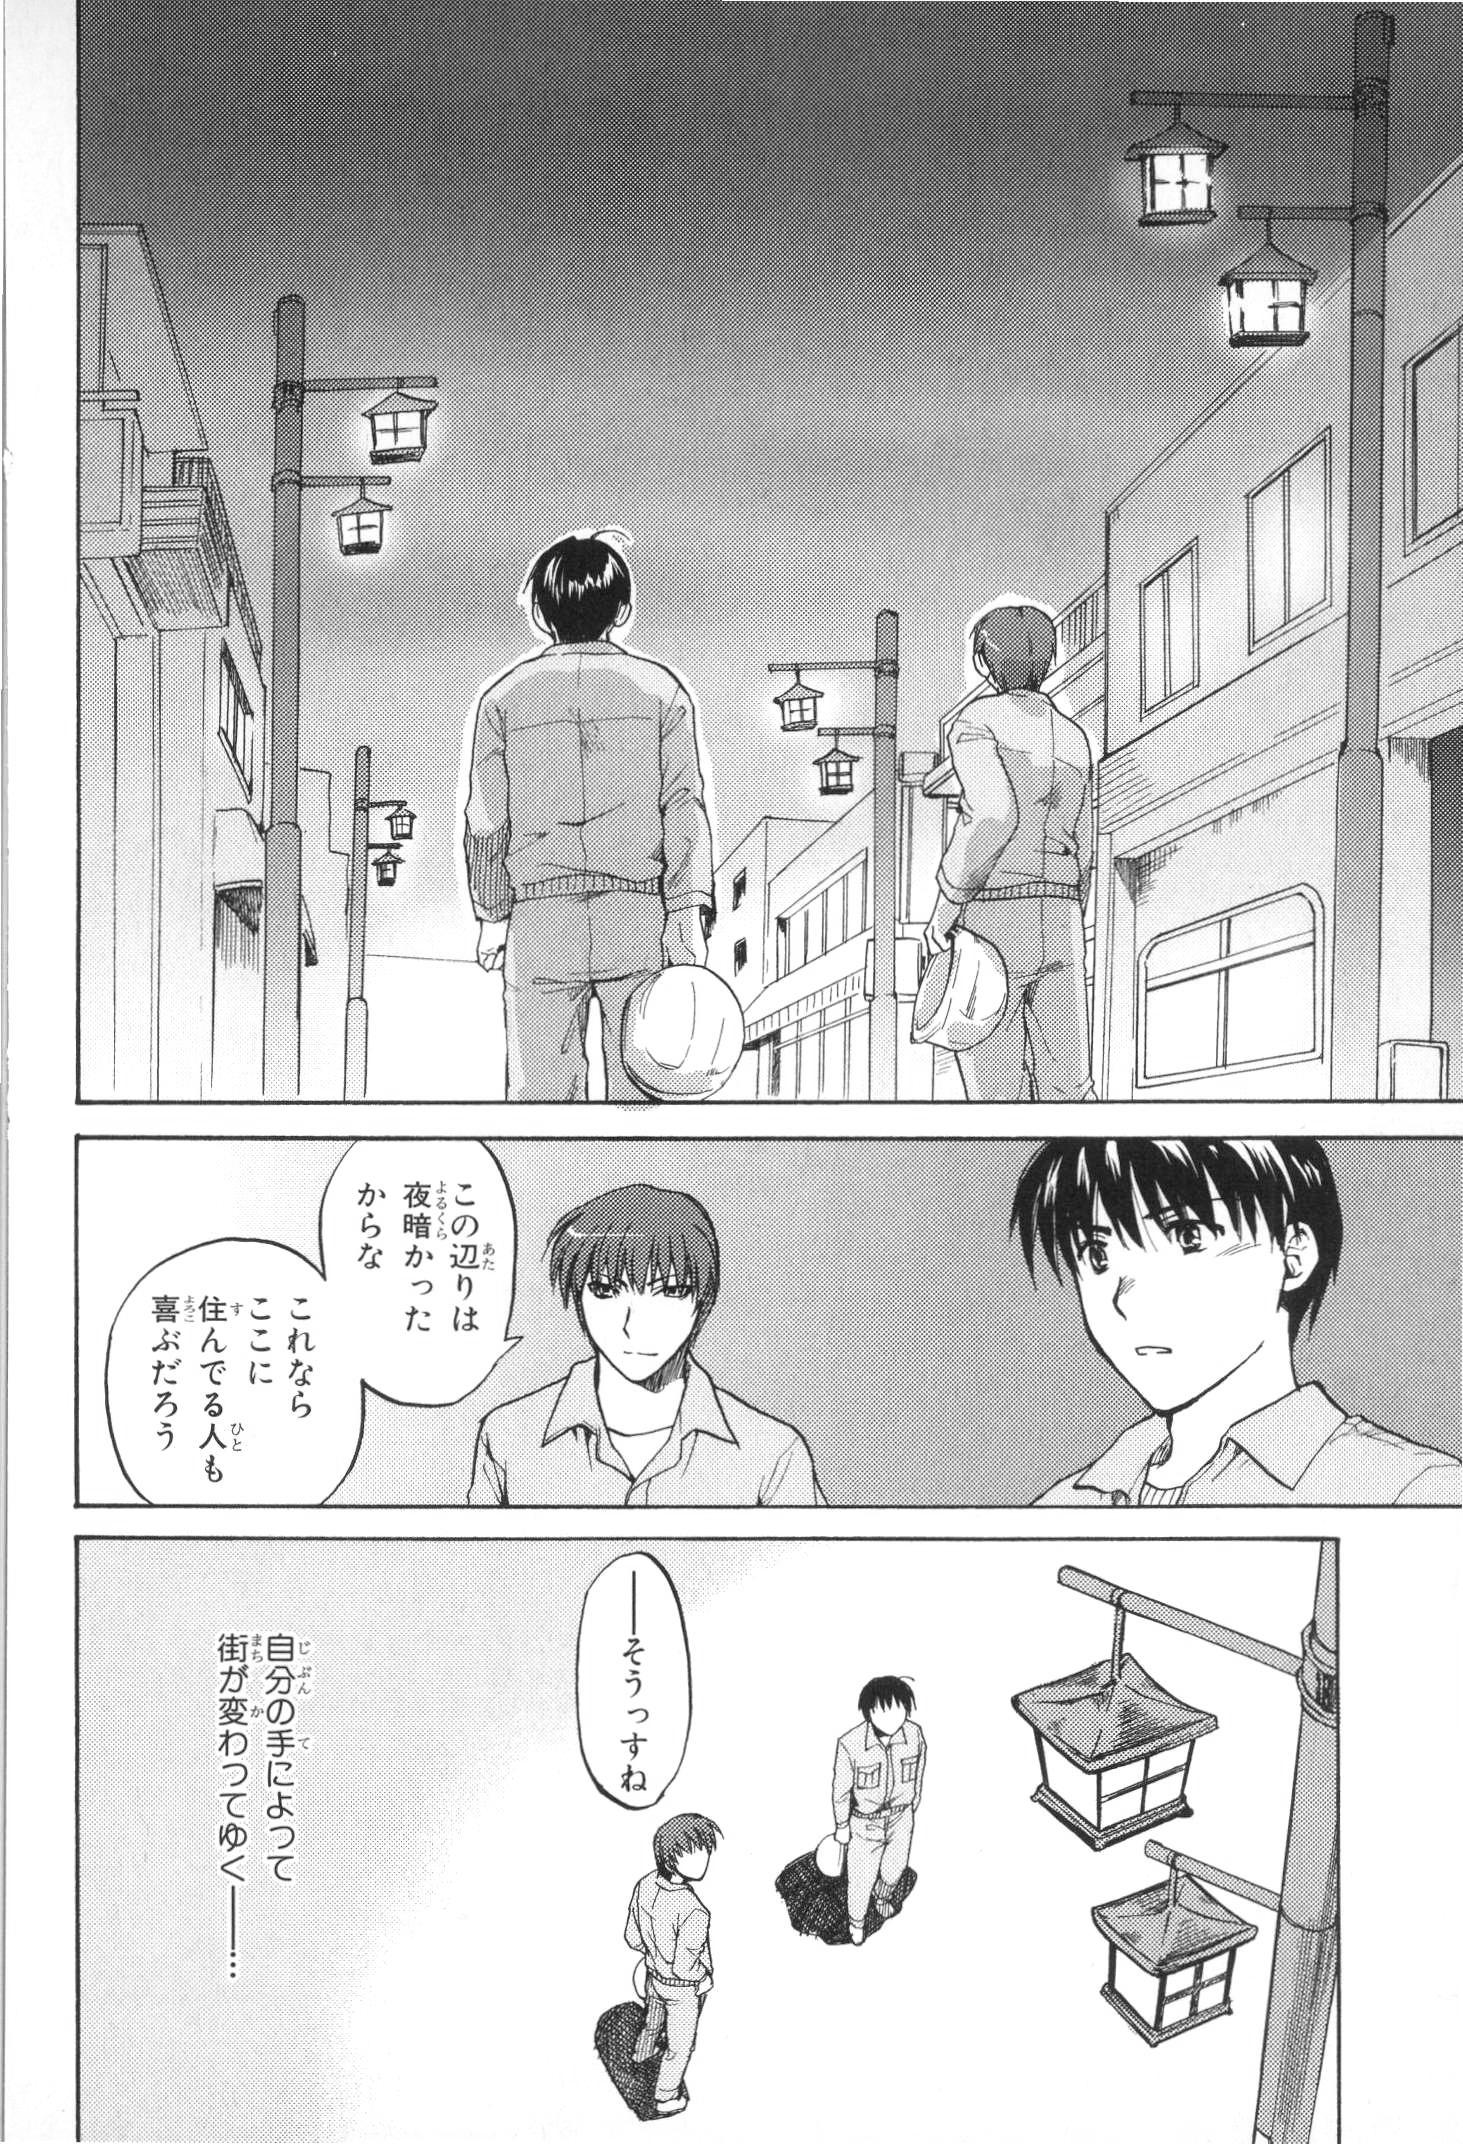 この辺りは
夜暗かった
からな
これなら
ここに
住んでる人も
喜ぶだろう
――そうっすね
自分の手によって
街が変わってゆく――…